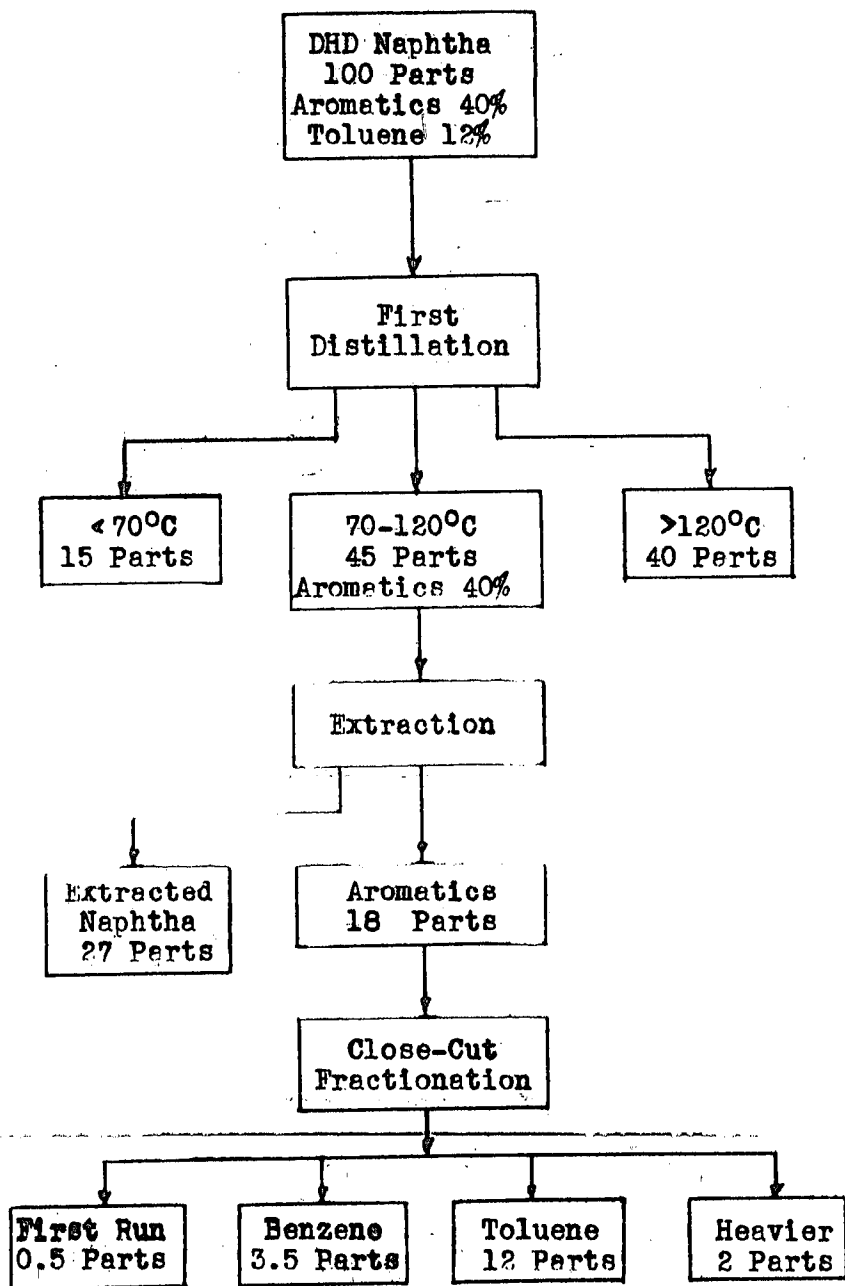 DHD Naphtha
100 Parts
Aromatics 40%
Toluene 12%
First
Distillation
<70°C
15 Parts
70-120°C
45 Parts
Aromatics 40%
>120°C
40 Parts
Extraction
Extracted
Naphtha
27 Parts
Aromatics
18 Parts
Close-Cut
Fractionation
First Run
0.5 Parts
Benzene
3.5 Parts
Toluene
12 Parts
Heavier
2 Parts